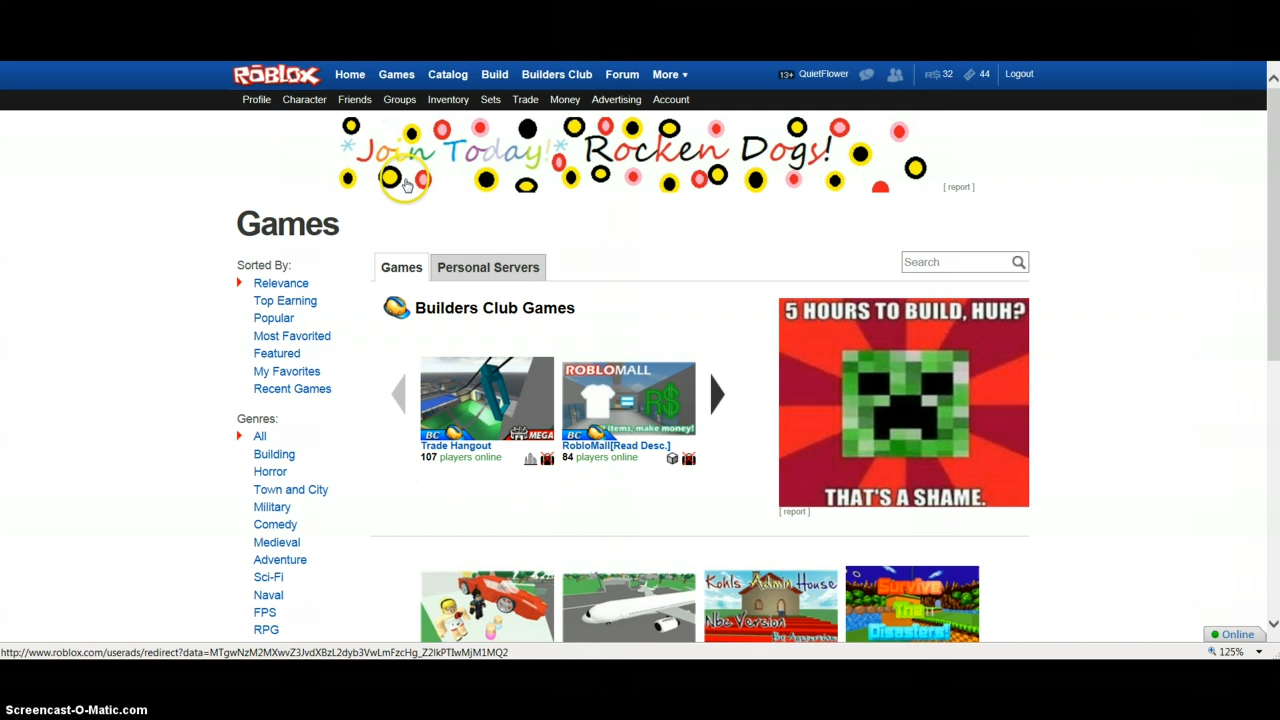 ROBLOX Home Games Catalog Build Builders Club Forum More 13+ QuietFlower R$ 32 44 Logout
Profile Character Friends Groups Inventory Sets Trade Money Advertising Account
*Join Today!* Rocken Dogs!
[ report ]
Games
Sorted By:
Relevance
Top Earning
Popular
Most Favorited
Featured
My Favorites
Recent Games
Genres:
All
Building
Horror
Town and City
Military
Comedy
Medieval
Adventure
Sci-Fi
Naval
FPS
RPG
Games Personal Servers
Search
Builders Club Games
BC MEGA
Trade Hangout
107 players online
ROBLOMALL
R$
items, make money!
BC
RobloMall[Read Desc.]
84 players online
5 HOURS TO BUILD, HUH?
THAT'S A SHAME.
[ report ]
Kohls Admin House
Nbc Version
Survive
The
Disasters!
Online
http://www.roblox.com/userads/redirect?data=MTgwNzM2MXwvZ3JvdXBzL2dyb3VwLmFzcHg_Z2lkPTIwMjM1MQ2
125%
Screencast-O-Matic.com